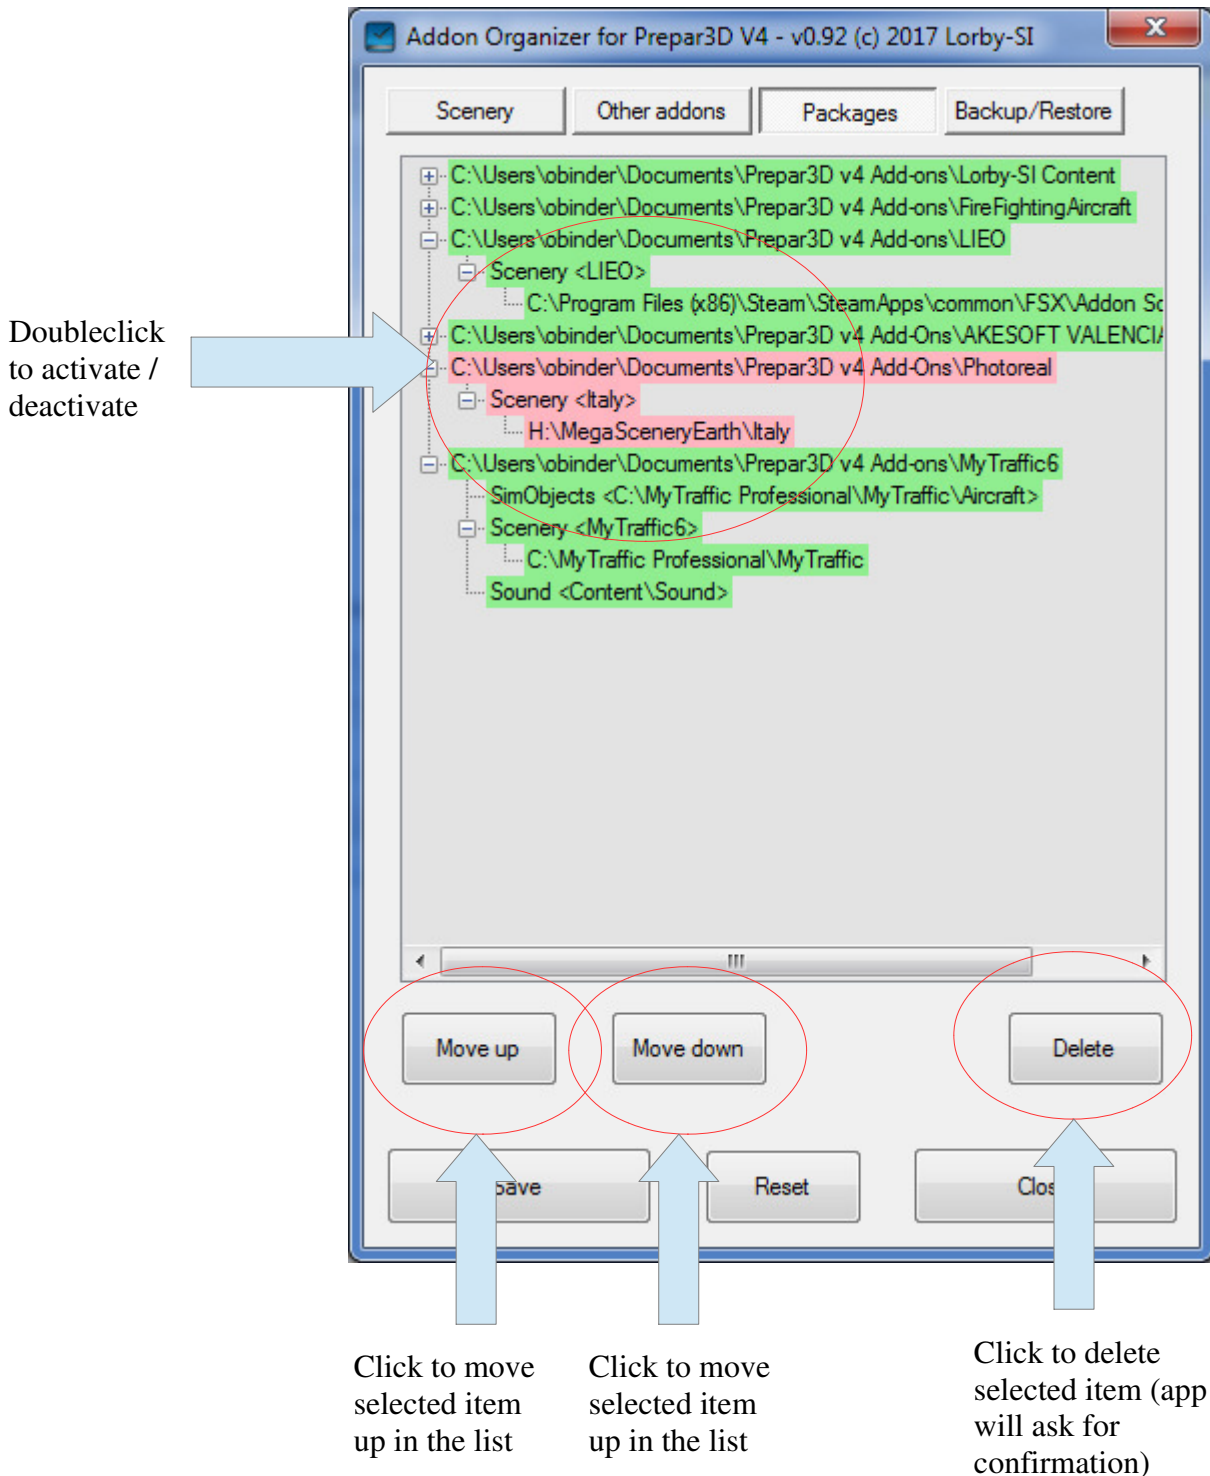 Addon Organizer for Prepar3D V4 - v0.92 (c) 2017 Lorby-SI
Scenery Other addons Packages Backup/Restore
C:\Users\obinder\Documents\Prepar3D v4 Add-ons\Lorby-SI Content
C:\Users\obinder\Documents\Prepar3D v4 Add-ons\FireFightingAircraft
C:\Users\obinder\Documents\Prepar3D v4 Add-ons\LIEO
Scenery <LIEO>
C:\Program Files (x86)\Steam\SteamApps\common\FSX\Addon Sc
C:\Users\obinder\Documents\Prepar3D v4 Add-Ons\AKESOFT VALENCIA
C:\Users\obinder\Documents\Prepar3D v4 Add-Ons\Photoreal
Scenery <Italy>
H:\MegaSceneryEarth\Italy
C:\Users\obinder\Documents\Prepar3D v4 Add-ons\MyTraffic6
SimObjects <C:\MyTraffic Professional\MyTraffic\Aircraft>
Scenery <MyTraffic6>
C:\MyTraffic Professional\MyTraffic
Sound <Content\Sound>
Doubleclick
to activate /
deactivate
Move up Move down Delete
Save Reset Close
Click to move
selected item
up in the list
Click to move
selected item
up in the list
Click to delete
selected item (app
will ask for
confirmation)